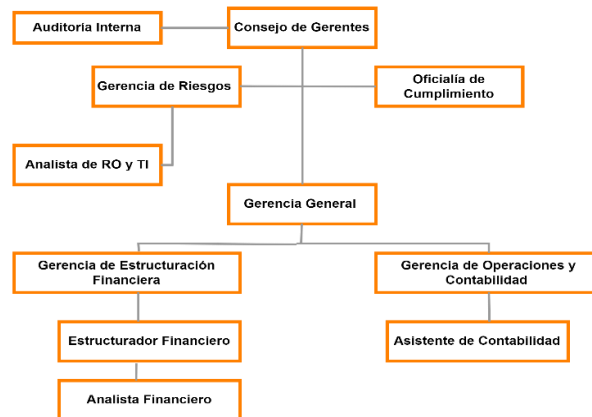 Auditoría Interna
Consejo de Gerentes
Gerencia de Riesgos
Oficialía de
Cumplimiento
Analista de RO y TI
Gerencia General
Gerencia de Estructuración
Financiera
Gerencia de Operaciones y
Contabilidad
Estructurador Financiero
Asistente de Contabilidad
Analista Financiero